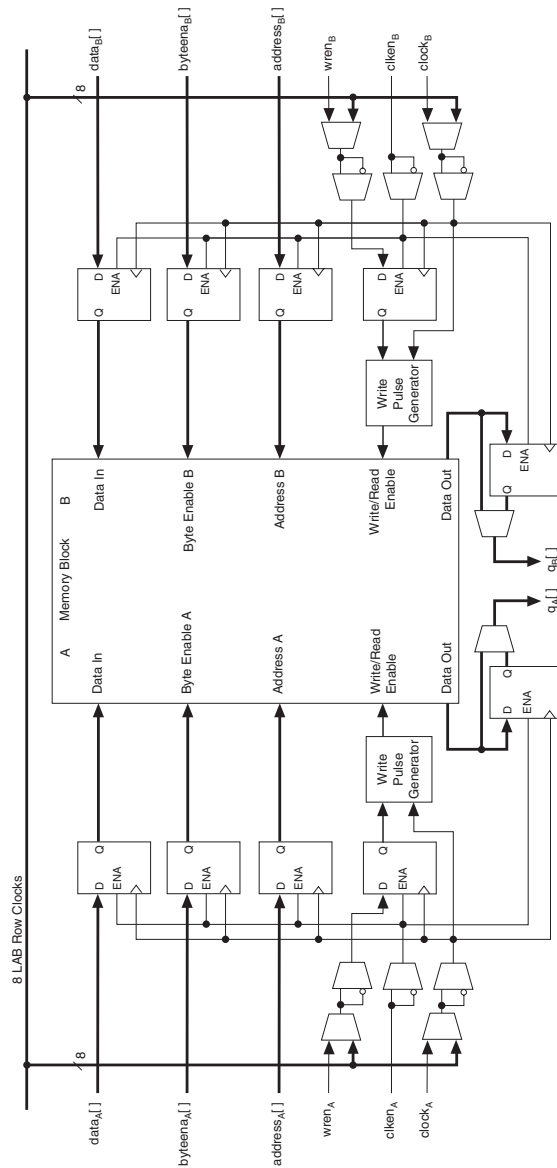 8 LAB Row Clocks
8
8
data_A[ ]
byteena_A[ ]
address_A[ ]
wren_A
clken_A
clock_A
D
Q
ENA
D
Q
ENA
D
Q
ENA
D
Q
ENA
Write
Pulse
Generator
A
Memory Block
B
Data In
Byte Enable A
Address A
Write/Read
Enable
Data Out
Data In
Byte Enable B
Address B
Write/Read
Enable
Data Out
D
Q
ENA
q_A[ ]
D
Q
ENA
q_B[ ]
Write
Pulse
Generator
Q
D
ENA
Q
D
ENA
Q
D
ENA
Q
D
ENA
data_B[ ]
byteena_B[ ]
address_B[ ]
wren_B
clken_B
clock_B